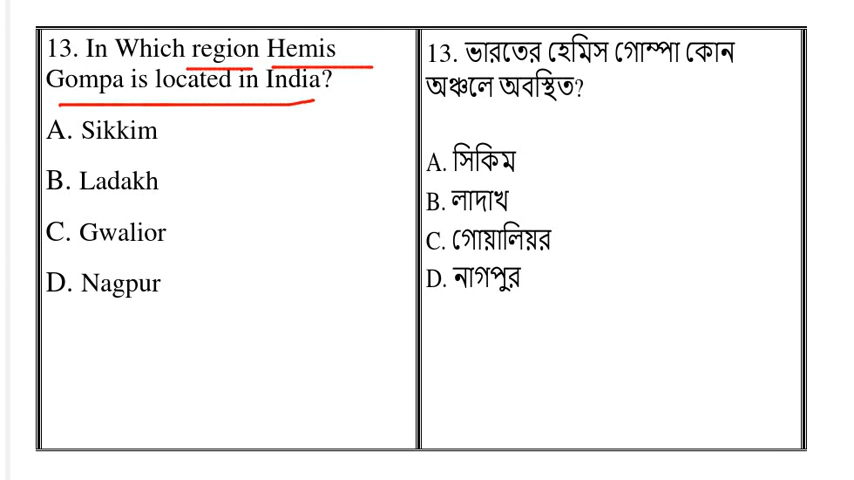 13. In Which region Hemis
Gompa is located in India?
A. Sikkim
B. Ladakh
C. Gwalior
D. Nagpur
13. ভারতের হেমিস গোম্পা কোন
অঞ্চলে অবস্থিত?
A. সিকিম
B. লাদাখ
C. গোয়ালিয়র
D. নাগপুর